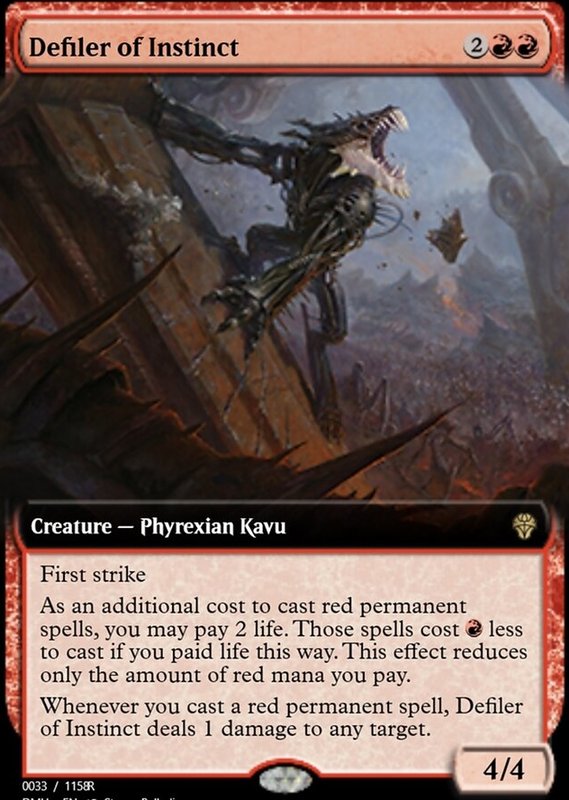 Defiler of Instinct 2
Creature — Phyrexian Kavu
First strike
As an additional cost to cast red permanent
spells, you may pay 2 life. Those spells cost less
to cast if you paid life this way. This effect reduces
only the amount of red mana you pay.
Whenever you cast a red permanent spell, Defiler
of Instinct deals 1 damage to any target.
4/4
0033 / 1158R